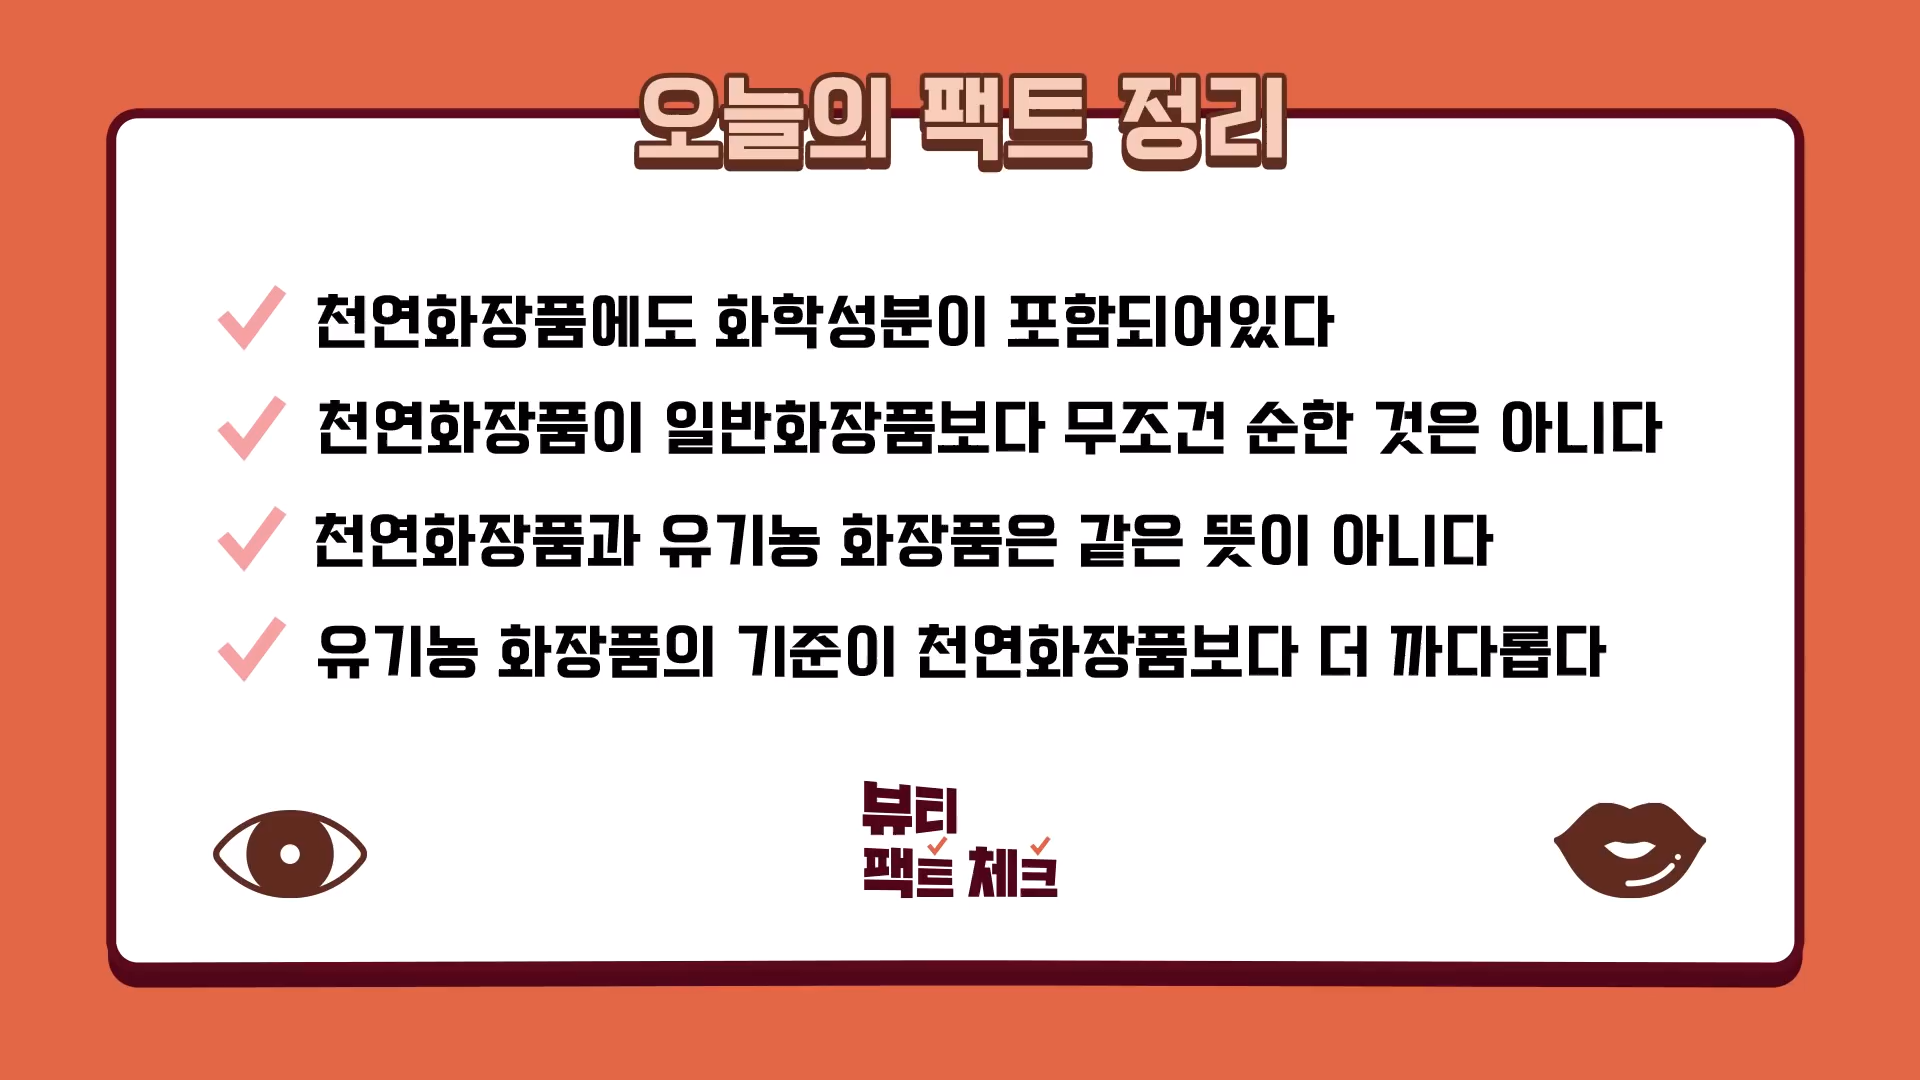 오늘의 팩트 정리
천연화장품에도 화학성분이 포함되어있다
천연화장품이 일반화장품보다 무조건 순한 것은 아니다
천연화장품과 유기농 화장품은 같은 뜻이 아니다
유기농 화장품의 기준이 천연화장품보다 더 까다롭다
뷰티
팩트 체크